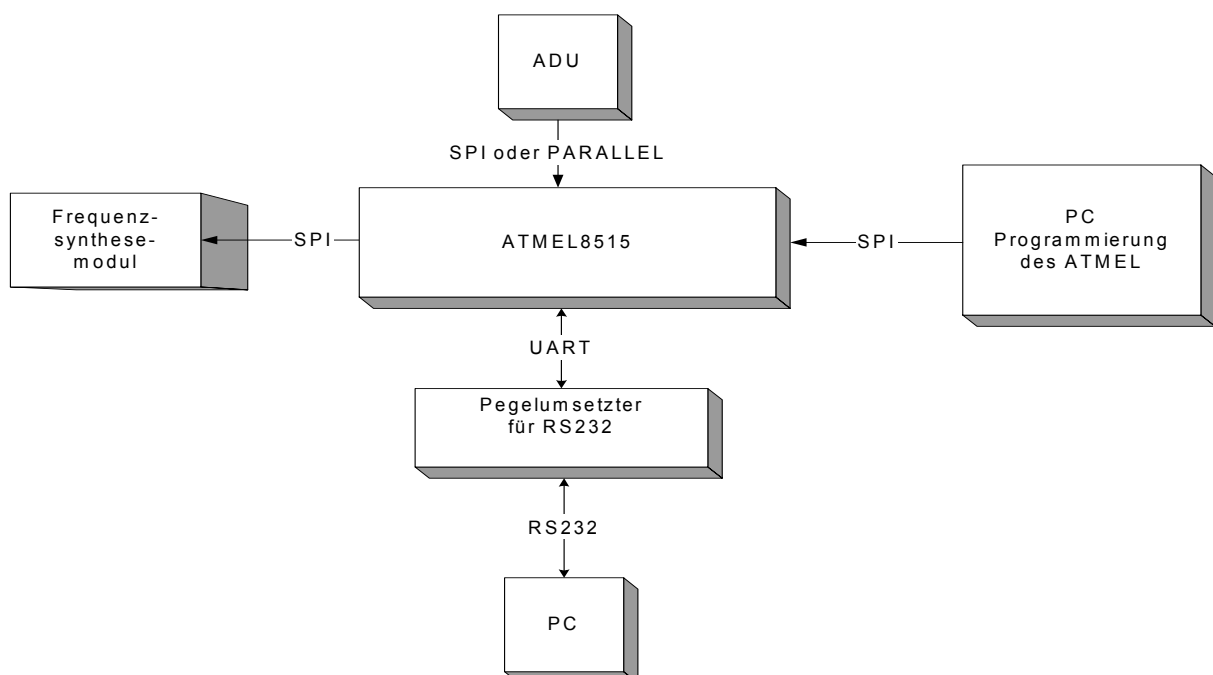 ADU
SPI oder PARALLEL
Frequenz-
synthese-
modul
SPI
ATMEL8515
SPI
PC
Programmierung
des ATMEL
UART
Pegelumsetzter
für RS232
RS232
PC